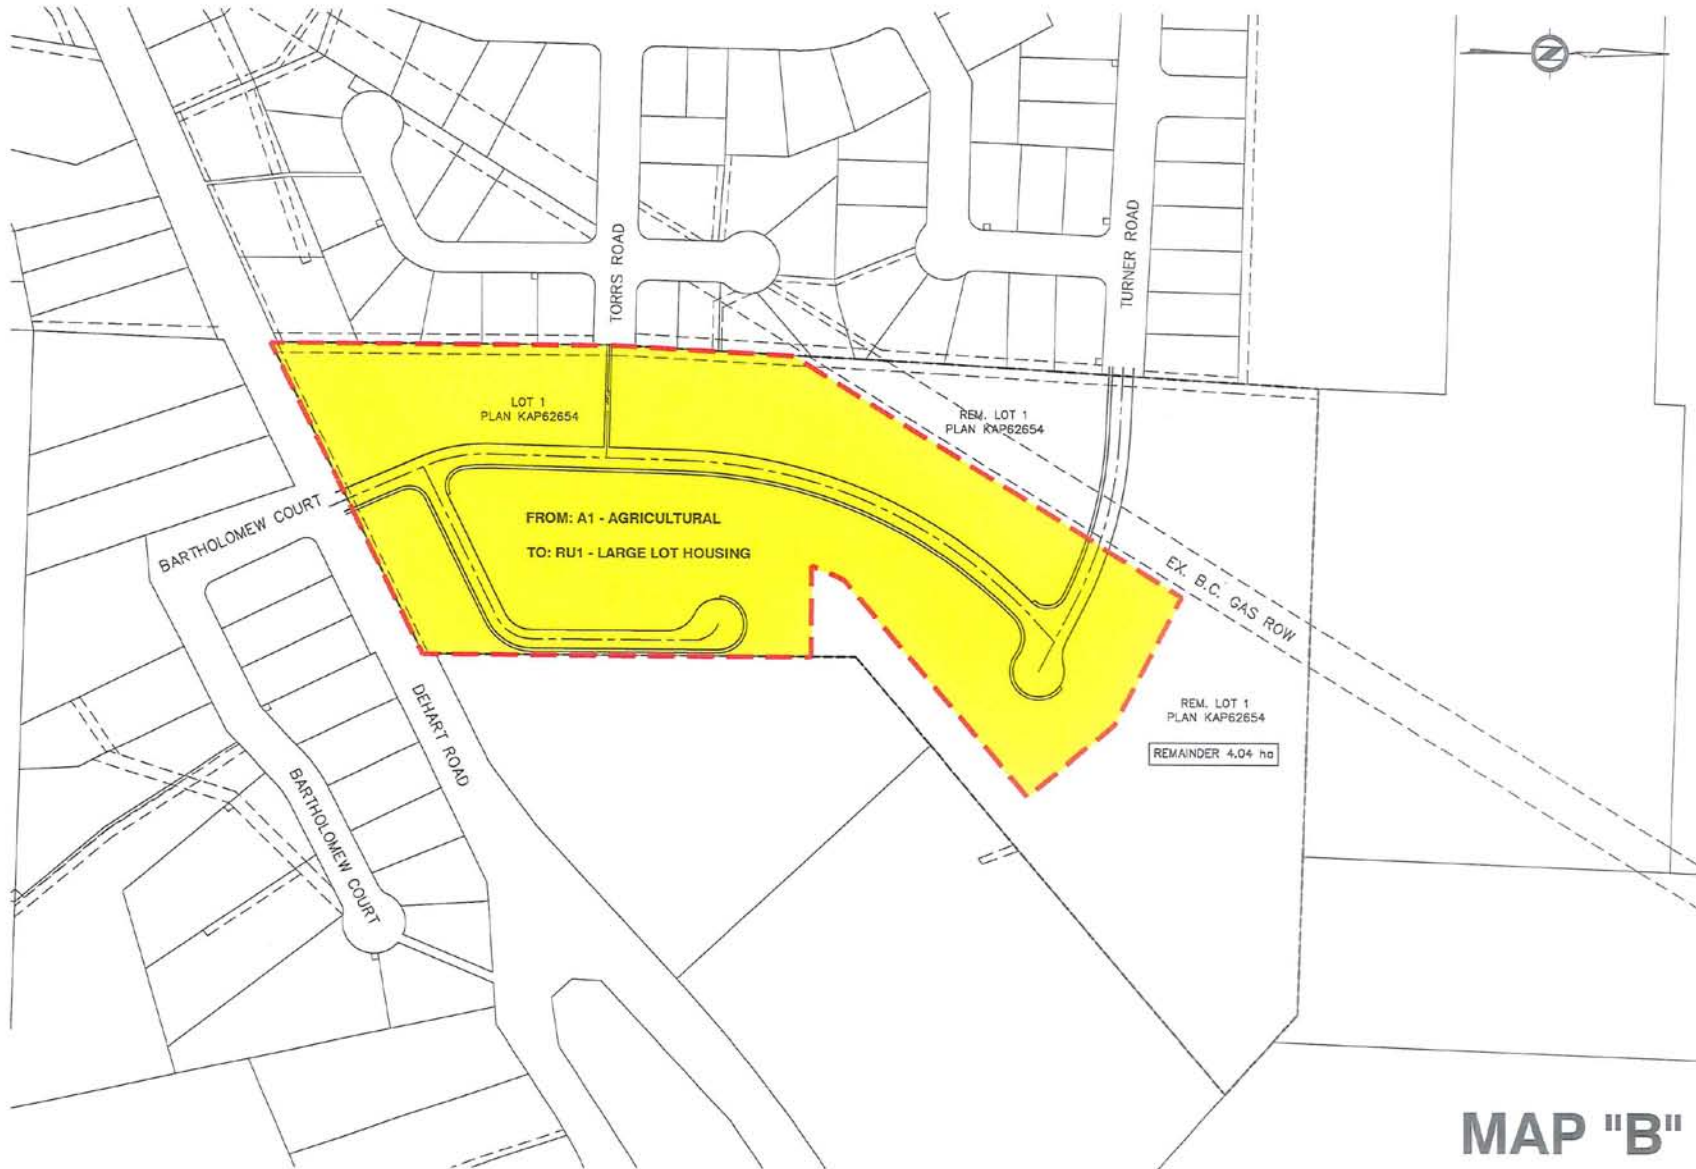 Z
TORRS ROAD
TURNER ROAD
LOT 1
PLAN KAP62654
REM. LOT 1
PLAN KAP62654
BARTHOLOMEW COURT
FROM: A1 - AGRICULTURAL
TO: RU1 - LARGE LOT HOUSING
EX. B.C. GAS ROW
DEHART ROAD
BARTHOLOMEW COURT
REM. LOT 1
PLAN KAP62654
REMAINDER 4.04 ha
MAP "B"